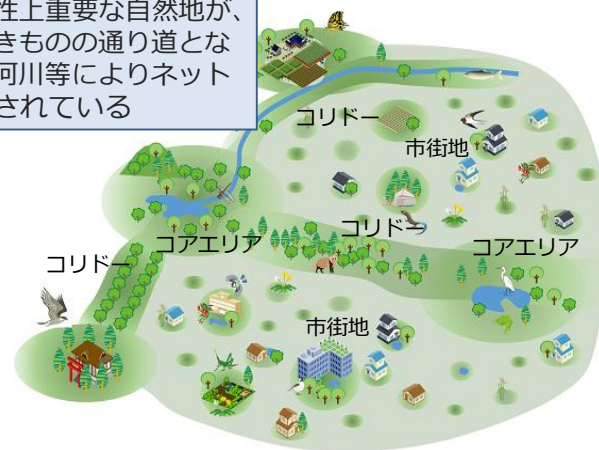 性上重要な自然地が、
きものの通り道とな
河川等によりネット
されている
コリドー
市街地
コリドー
コアエリア
コアエリア
コリドー
市街地